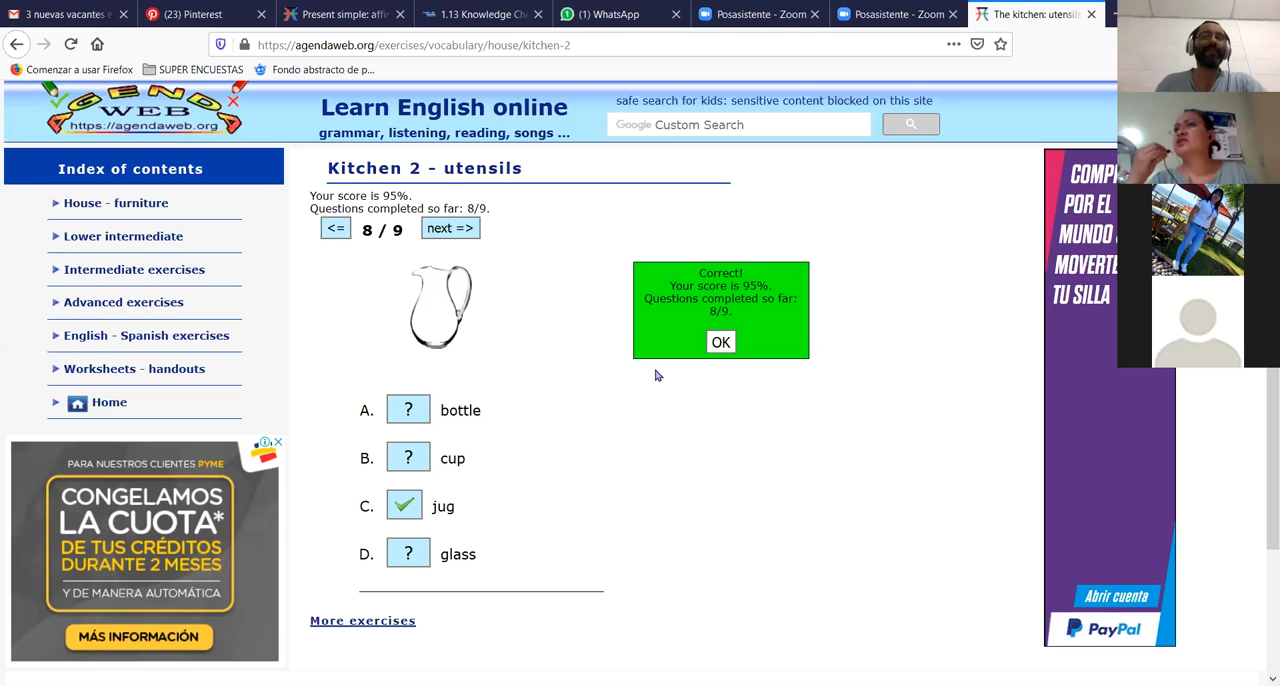 3 nuevas vacantes e
(23) Pinterest
Present simple: affir
1.13 Knowledge Che
(1) WhatsApp
Posasistente - Zoom
Posasistente - Zoom
The kitchen: utensils
https://agendaweb.org/exercises/vocabulary/house/kitchen-2
Comenzar a usar Firefox
SUPER ENCUESTAS
Fondo abstracto de p...
GEND
WEB
https://agendaweb.org
Learn English online
grammar, listening, reading, songs ...
safe search for kids: sensitive content blocked on this site
Google Custom Search
Index of contents
House - furniture
Lower intermediate
Intermediate exercises
Advanced exercises
English - Spanish exercises
Worksheets - handouts
Home
PARA NUESTROS CLIENTES PYME
CONGELAMOS
LA CUOTA*
DE TUS CRÉDITOS
DURANTE 2 MESES
Y DE MANERA AUTOMÁTICA
MÁS INFORMACIÓN
Kitchen 2 - utensils
Your score is 95%.
Questions completed so far: 8/9.
<= 8 / 9 next =>
Correct!
Your score is 95%.
Questions completed so far:
8/9.
OK
A. ? bottle
B. ? cup
C. jug
D. ? glass
More exercises
POR EL
MUNDO
TU SILLA
Abrir cuenta
PayPal